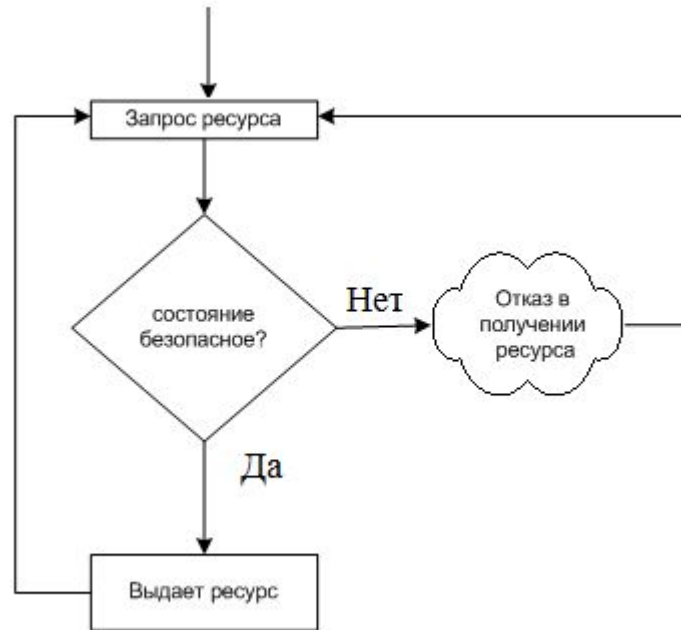 Запрос ресурса
состояние
безопасное?
Нет
Отказ в
получении
ресурса
Да
Выдает ресурс